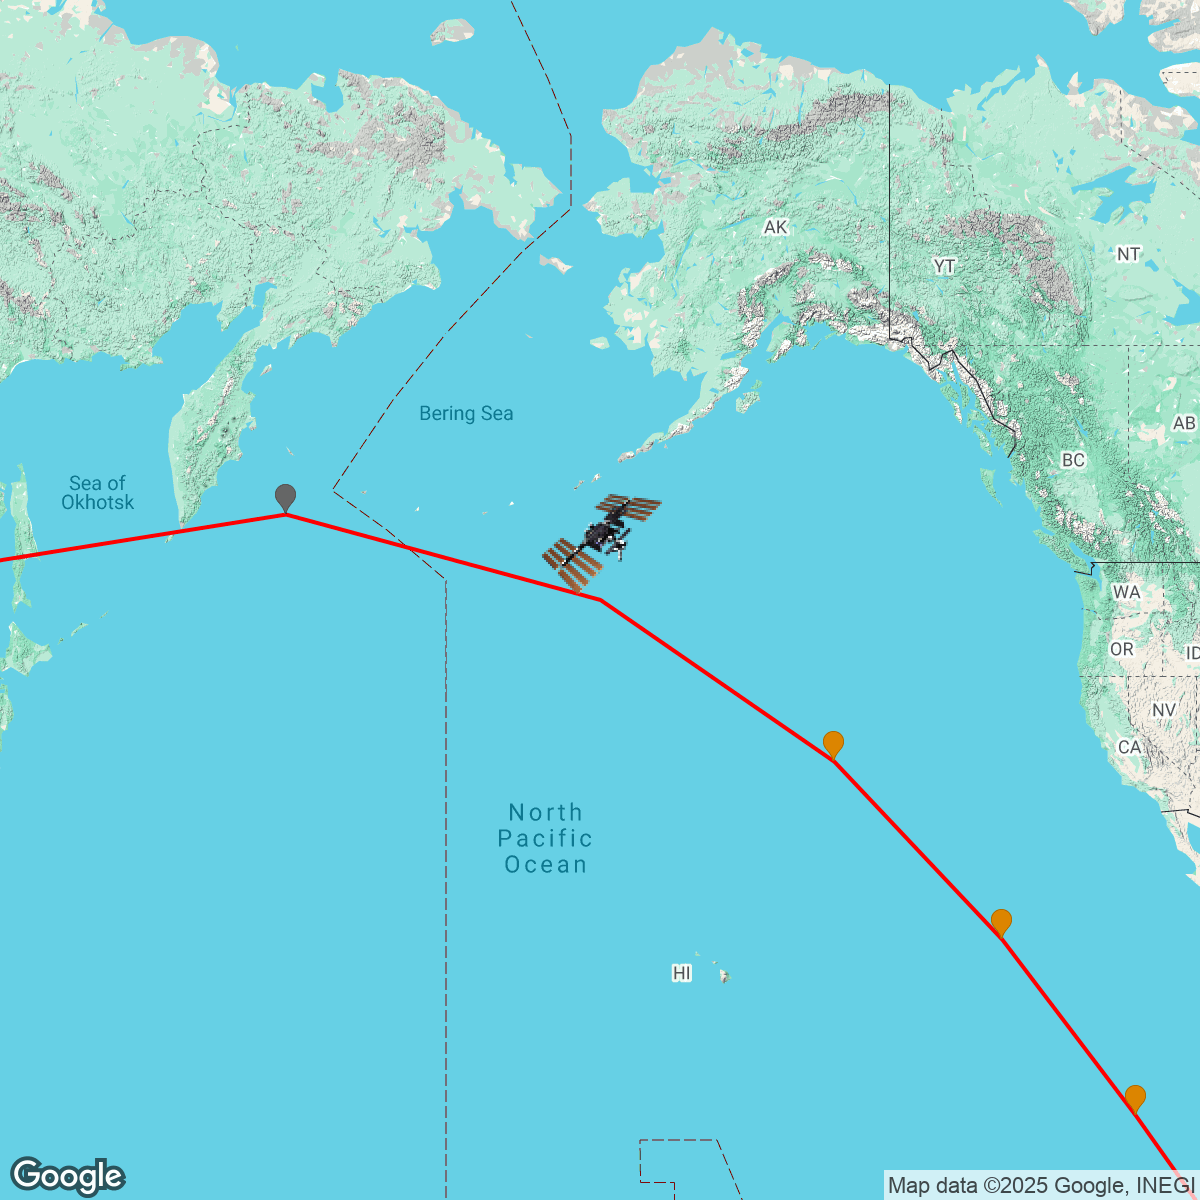 AK
YT
NT
Bering Sea
AB
BC
Sea of
Okhotsk
WA
OR
ID
NV
CA
North
Pacific
Ocean
HI
Google
Map data ©2025 Google, INEGI